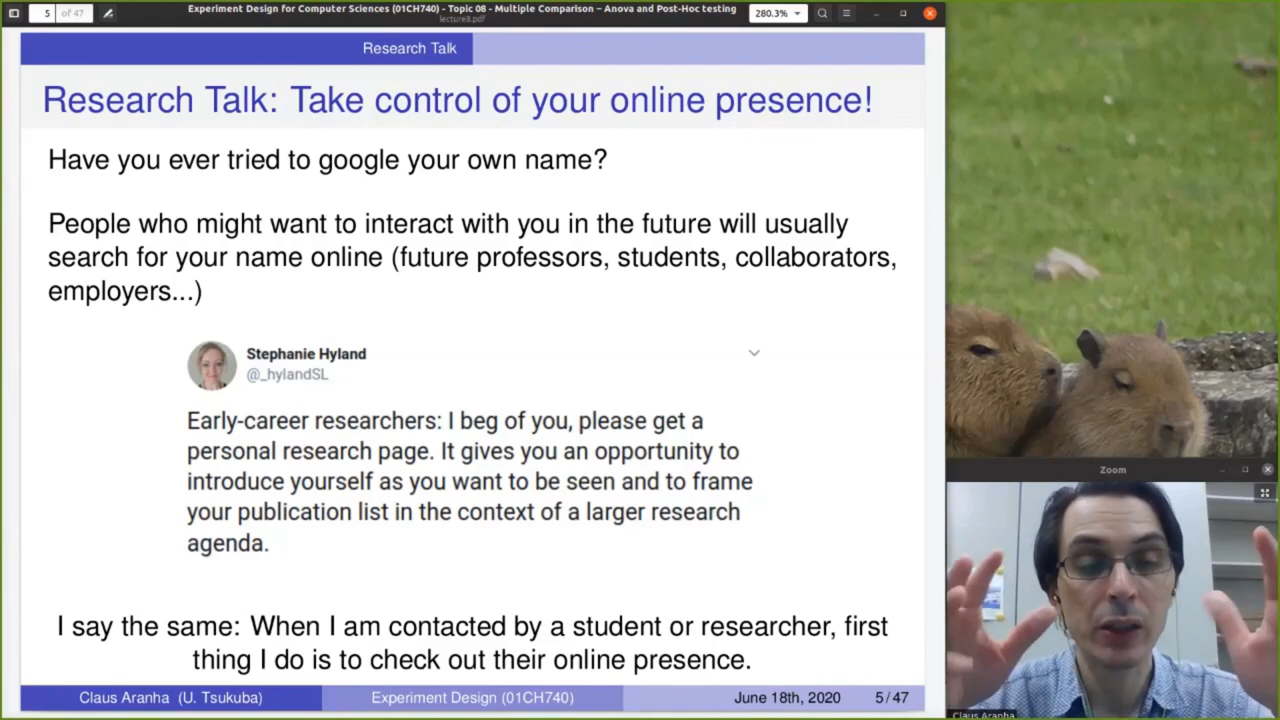 5 of 47
Experiment Design for Computer Sciences (01CH740) - Topic 08 - Multiple Comparison – Anova and Post-Hoc testing
lecture8.pdf
280.3%
Research Talk
Research Talk: Take control of your online presence!
Have you ever tried to google your own name?
People who might want to interact with you in the future will usually
search for your name online (future professors, students, collaborators,
employers...)
Stephanie Hyland
@_hylandSL
Early-career researchers: I beg of you, please get a
personal research page. It gives you an opportunity to
introduce yourself as you want to be seen and to frame
your publication list in the context of a larger research
agenda.
I say the same: When I am contacted by a student or researcher, first
thing I do is to check out their online presence.
Claus Aranha (U. Tsukuba) Experiment Design (01CH740) June 18th, 2020 5 / 47
Zoom
Claus Aranha